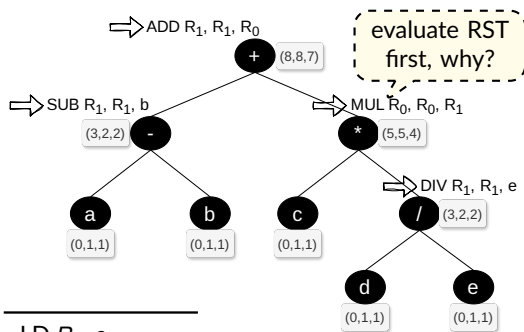 ADD R₁, R₁, R₀
evaluate RST
first, why?
+ (8,8,7)
SUB R₁, R₁, b
MUL R₀, R₀, R₁
(3,2,2) -
* (5,5,4)
DIV R₁, R₁, e
a
b
c
/ (3,2,2)
(0,1,1)
(0,1,1)
(0,1,1)
d
e
(0,1,1)
(0,1,1)